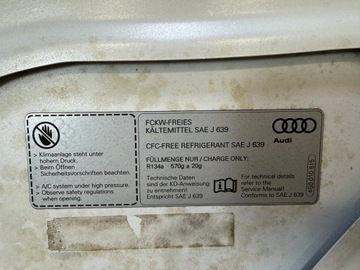 > Klimaanlage steht unter
hohem Druck.
> Beim Öffnen
Sicherheitsvorschriften beachten.
> A/C system under high pressure.
> Observe safety regulations
when opening.
FCKW-FREIES
KÄLTEMITTEL SAE J 639
CFC-FREE REFRIGERANT SAE J 639
FÜLLMENGE NUR / CHARGE ONLY:
R134a 570g ± 20g
Technische Daten
sind der KD-Anweisung
zu entnehmen!
Entspricht SAE J 639
For technical details
refer to the
Service Manual!
Conforms to SAE J 639
Audi